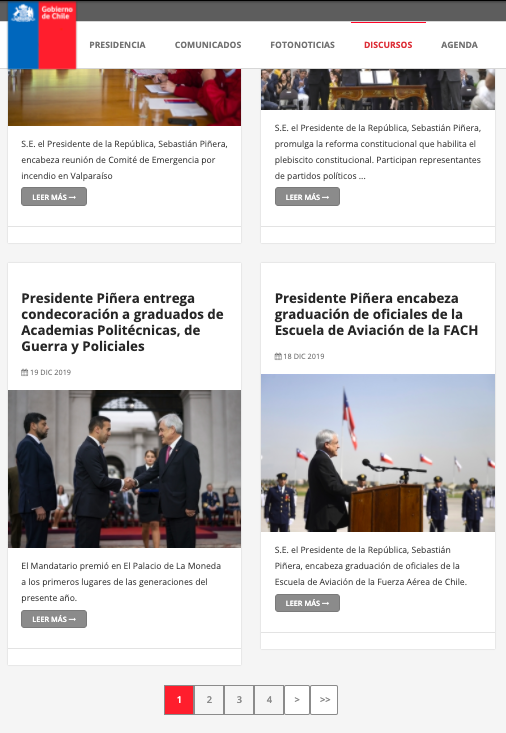 Gobierno
de Chile
PRESIDENCIA
COMUNICADOS
FOTONOTICIAS
DISCURSOS
AGENDA
S.E. el Presidente de la República, Sebastián Piñera,
encabeza reunión de Comité de Emergencia por
incendio en Valparaíso
LEER MÁS →
S.E. el Presidente de la República, Sebastián Piñera,
promulga la reforma constitucional que habilita el
plebiscito constitucional. Participan representantes
de partidos políticos ...
LEER MÁS →
Presidente Piñera entrega
condecoración a graduados de
Academias Politécnicas, de
Guerra y Policiales
19 DIC 2019
El Mandatario premió en El Palacio de La Moneda
a los primeros lugares de las generaciones del
presente año.
LEER MÁS →
Presidente Piñera encabeza
graduación de oficiales de la
Escuela de Aviación de la FACH
18 DIC 2019
S.E. el Presidente de la República, Sebastián
Piñera, encabeza graduación de oficiales de la
Escuela de Aviación de la Fuerza Aérea de Chile.
LEER MÁS →
1 2 3 4 > >>